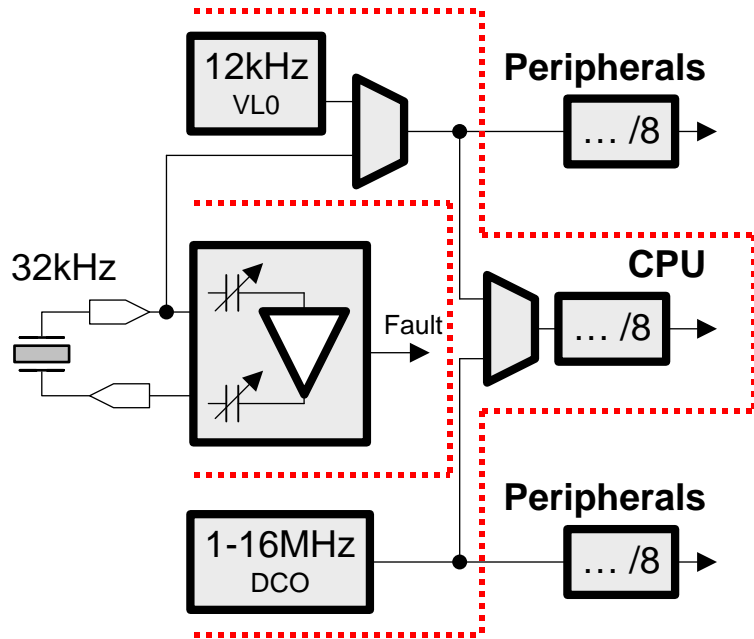 12kHz
VL0
Peripherals
... /8
32kHz
Fault
CPU
... /8
1-16MHz
DCO
Peripherals
... /8